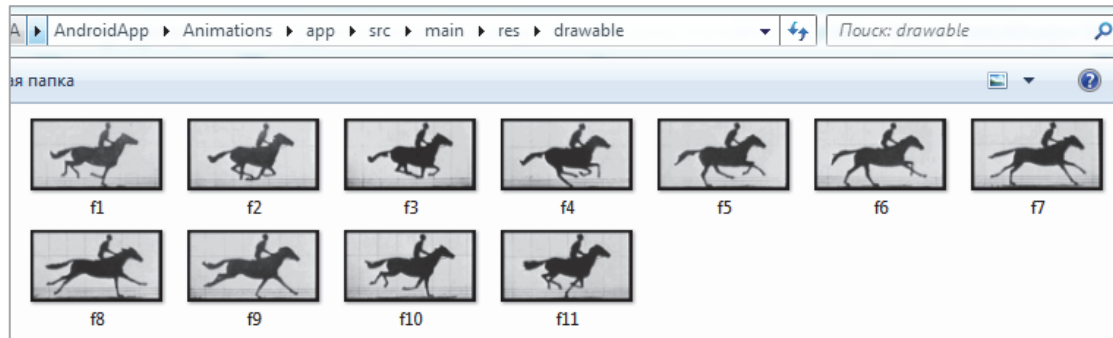 A ▸ AndroidApp ▸ Animations ▸ app ▸ src ▸ main ▸ res ▸ drawable Поиск: drawable
ая папка
f1 f2 f3 f4 f5 f6 f7
f8 f9 f10 f11